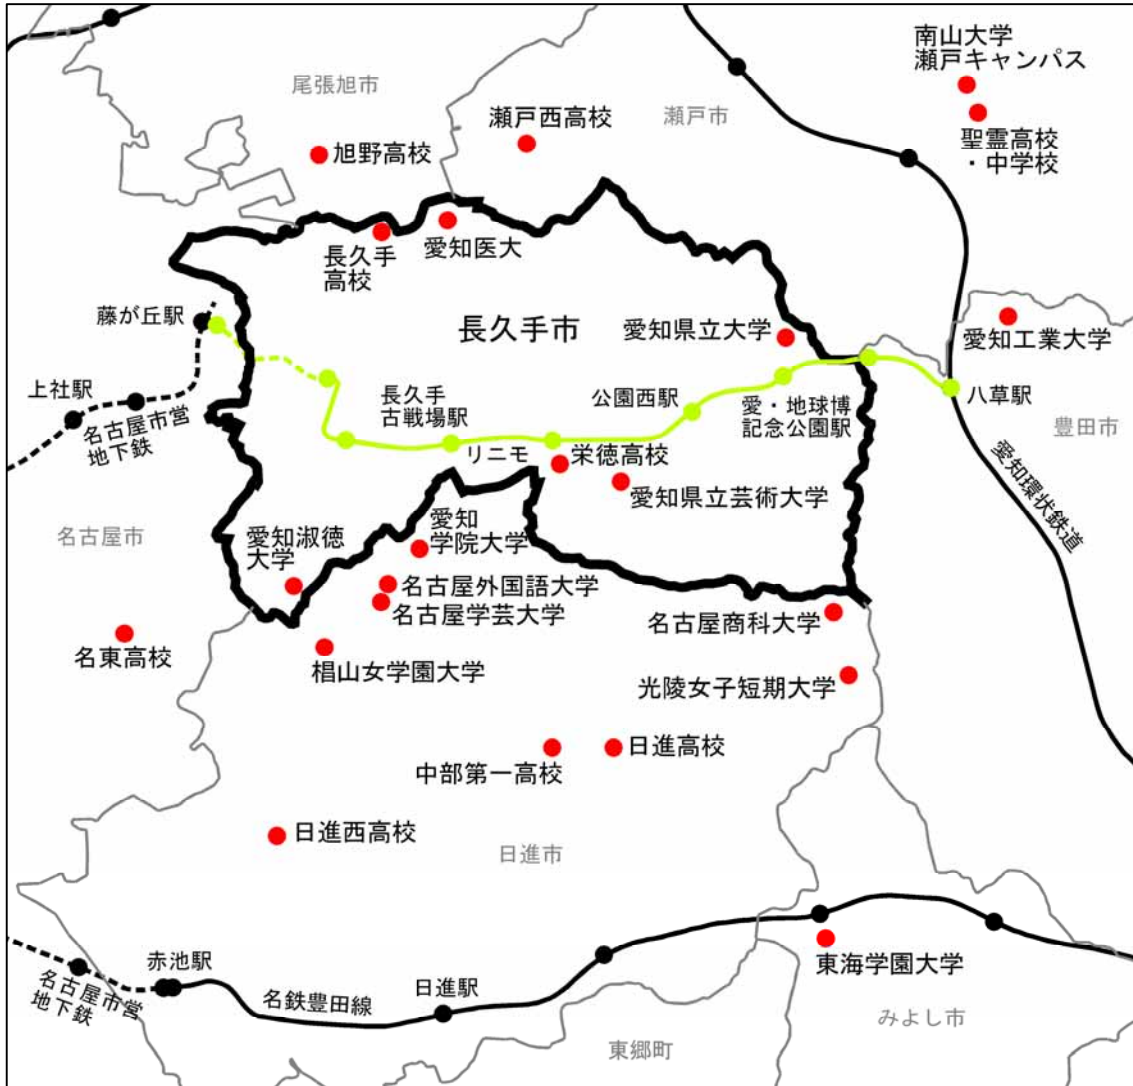 南山大学
瀬戸キャンパス
尾張旭市
瀬戸西高校
瀬戸市
聖霊高校
・中学校
旭野高校
長久手
高校
愛知医大
藤が丘駅
長久手市
愛知県立大学
愛知工業大学
上社駅
長久手
古戦場駅
公園西駅
愛・地球博
記念公園駅
八草駅
名古屋市営
地下鉄
豊田市
リニモ
栄徳高校
愛知県立芸術大学
愛知環状鉄道
名古屋市
愛知淑徳
大学
愛知
学院大学
名古屋外国語大学
名古屋学芸大学
名古屋商科大学
名東高校
椙山女学園大学
光陵女子短期大学
中部第一高校
日進高校
日進西高校
日進市
赤池駅
名古屋市営
地下鉄
名鉄豊田線
日進駅
東海学園大学
みよし市
東郷町